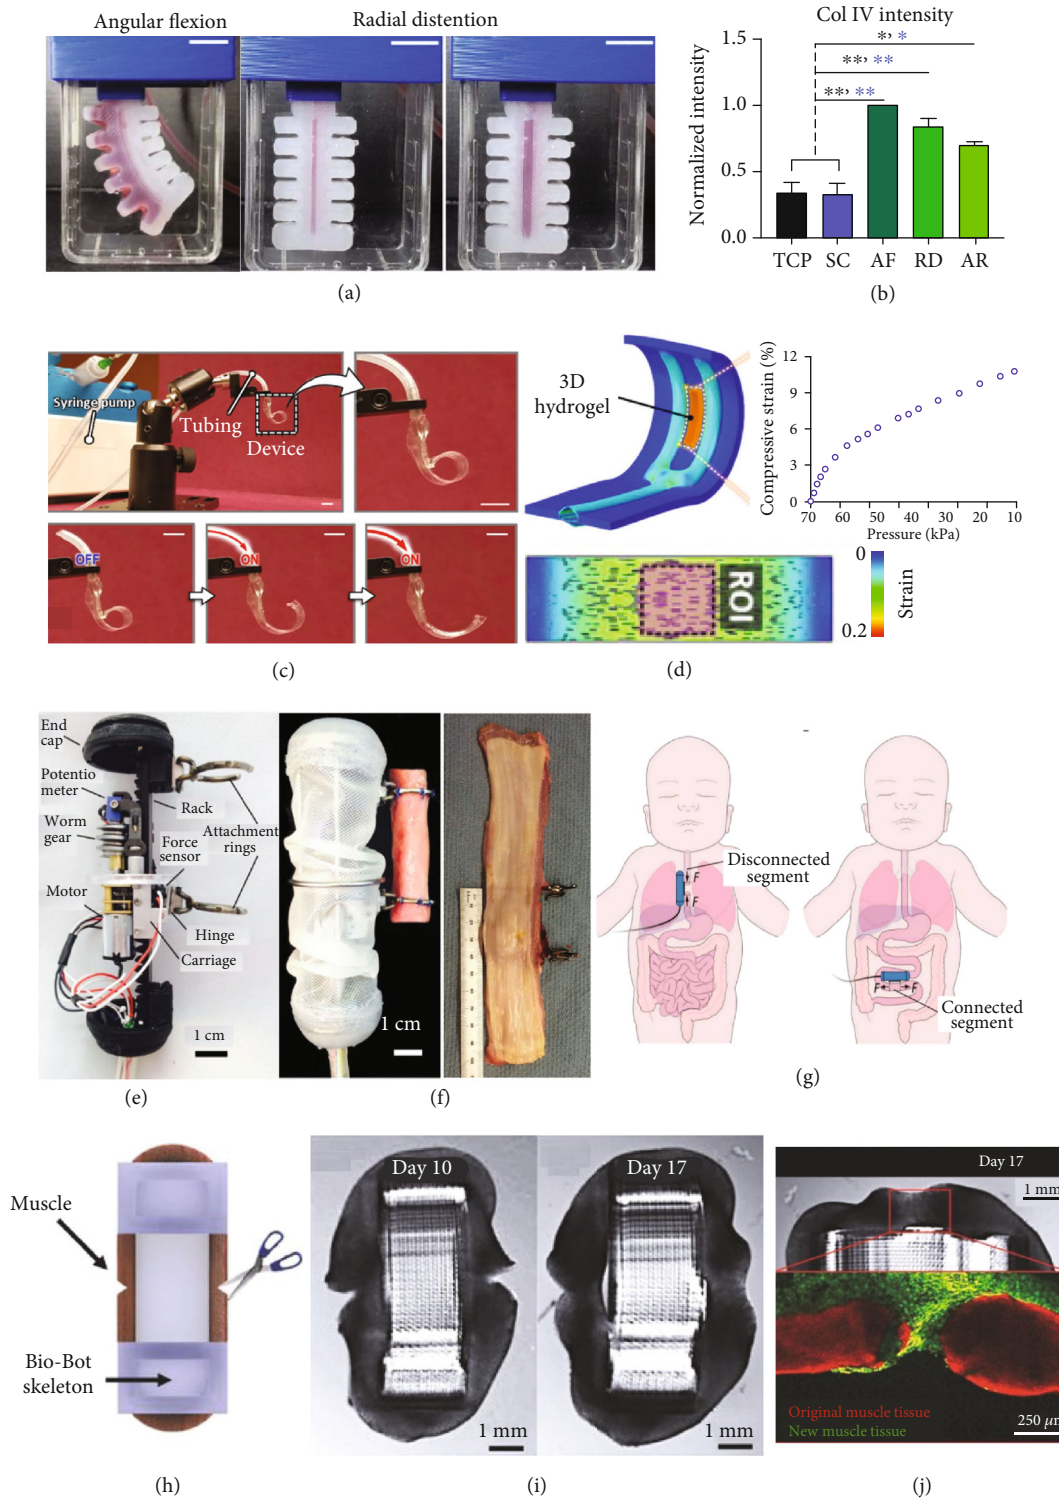 Angular flexion
Radial distention
(a)
Col IV intensity
Normalized intensity
1.5
1.0
0.5
0.0
*, *
**, **
**, **
TCP SC AF RD AR
(b)
Syringe pump
Tubing
Device
OFF
ON
ON
(c)
3D
hydrogel
Compressive strain (%)
12
9
6
3
0
70 60 50 40 30 20 10
Pressure (kPa)
ROI
0
0.2
Strain
(d)
End
cap
Potentio
meter
Worm
gear
Motor
Rack
Force
sensor
Attachment
rings
Hinge
Carriage
1 cm
(e)
1 cm
(f)
Disconnected
segment
F
F
F
F
Connected
segment
(g)
Muscle
Bio-Bot
skeleton
(h)
Day 10
Day 17
1 mm
1 mm
(i)
Day 17
1 mm
Original muscle tissue
New muscle tissue
250 μm
(j)